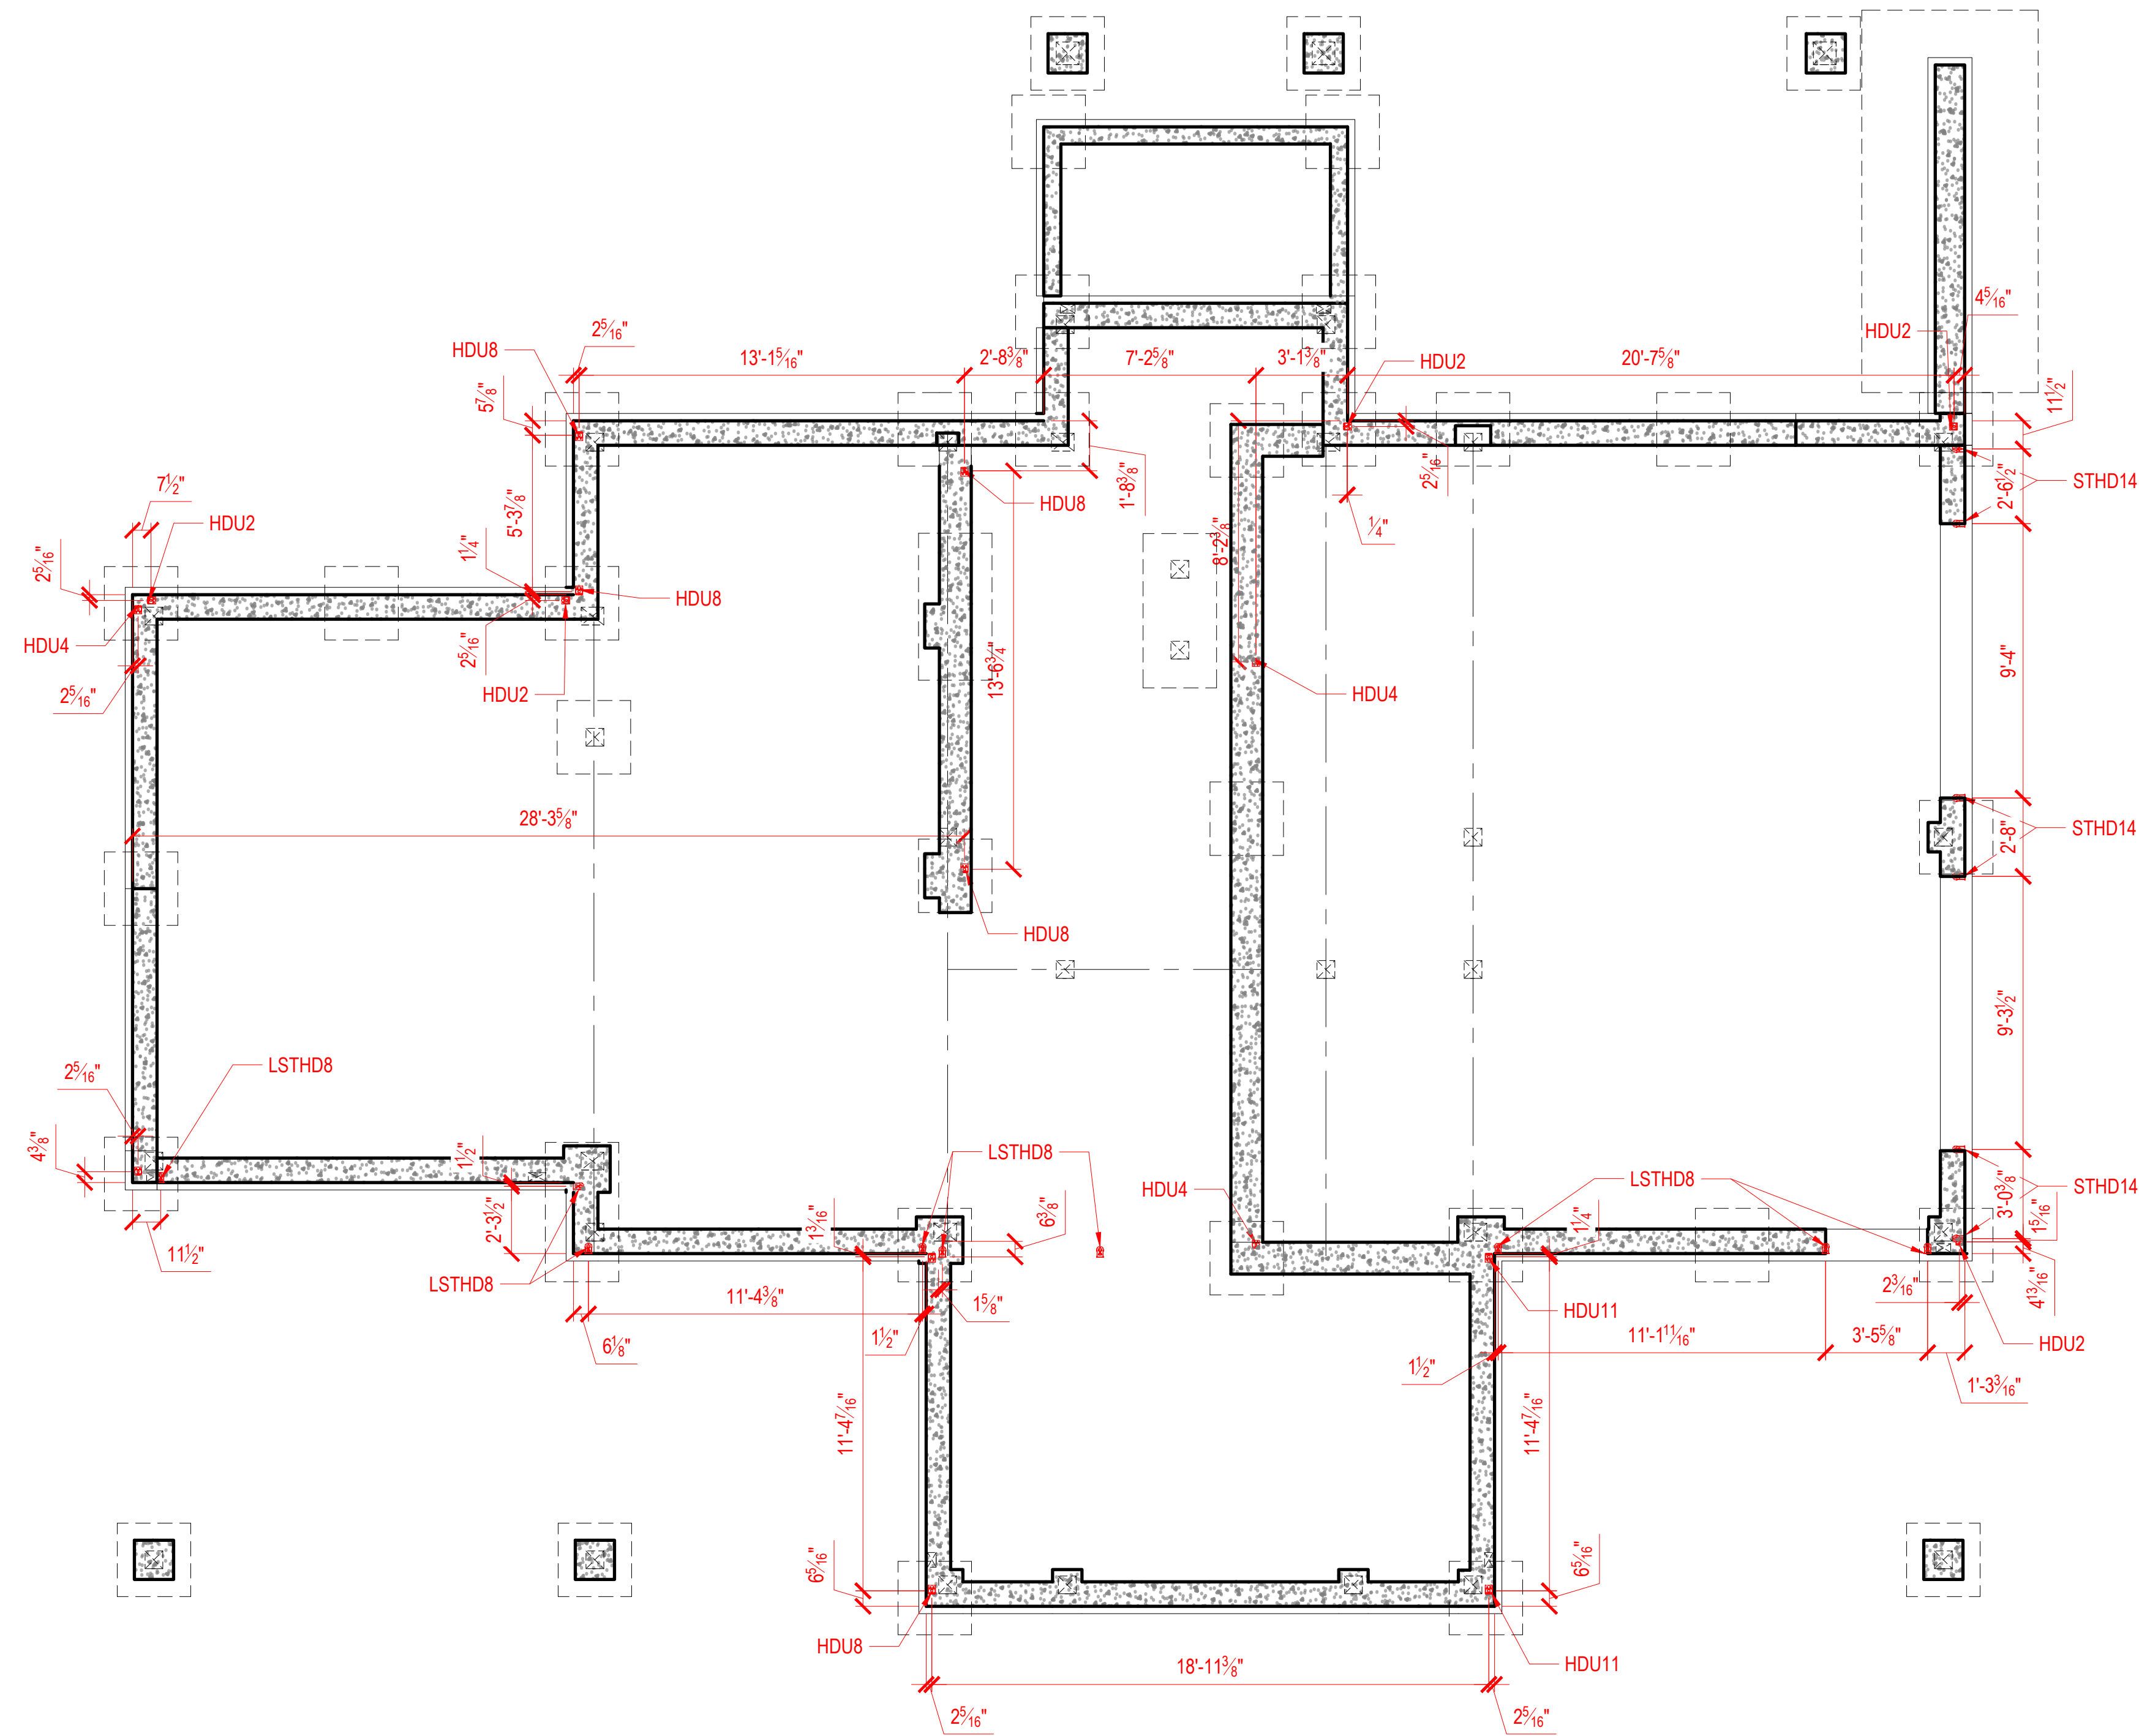 4 5⁄16"
HDU2
2 5⁄16"
HDU8
13'-1 5⁄16"
2'-8 3⁄8"
7'-2 5⁄8"
3'-1 3⁄8"
HDU2
20'-7 5⁄8"
5 7⁄8"
11 1⁄2"
7 1⁄2"
HDU2
5'-3 7⁄8"
HDU8
1'-8 3⁄8"
2 5⁄16"
2'-6 1⁄2"
STHD14
1⁄4"
8'-2 3⁄8"
2 5⁄16"
1 1⁄4"
HDU8
HDU4
2 5⁄16"
2 5⁄16"
HDU2
13'-6 3⁄4"
HDU4
9'-4"
28'-3 5⁄8"
2'-8"
STHD14
HDU8
9'-3 1⁄2"
2 5⁄16"
LSTHD8
4 3⁄8"
1 1⁄2"
LSTHD8
HDU4
LSTHD8
STHD14
3'-0 3⁄8"
1 5⁄16"
11 1⁄2"
2'-3 1⁄2"
1 3⁄16"
6 3⁄8"
1 1⁄4"
LSTHD8
11'-4 3⁄8"
1 5⁄8"
HDU11
2 3⁄16"
4 13⁄16"
6 1⁄8"
1 1⁄2"
11'-1 11⁄16"
3'-5 5⁄8"
HDU2
1 1⁄2"
1'-3 3⁄16"
11'-4 7⁄16"
11'-4 7⁄16"
6 5⁄16"
6 5⁄16"
HDU8
18'-11 3⁄8"
HDU11
2 5⁄16"
2 5⁄16"